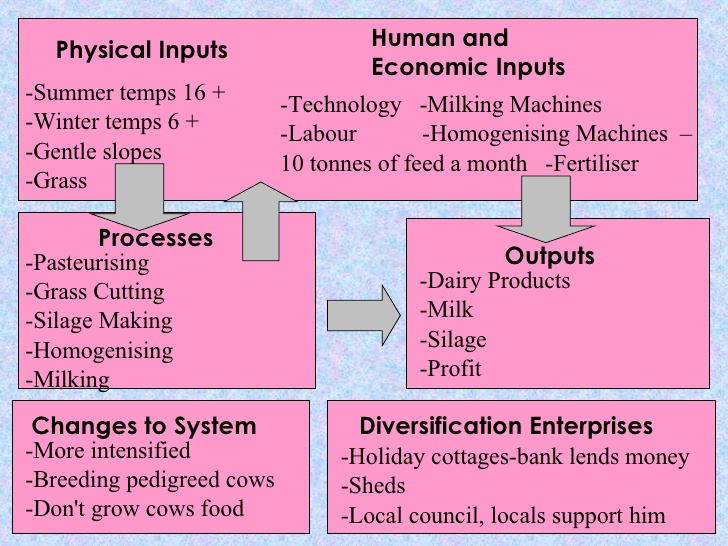 Physical Inputs
-Summer temps 16 +
-Winter temps 6 +
-Gentle slopes
-Grass
Human and
Economic Inputs
-Technology -Milking Machines
-Labour -Homogenising Machines –
10 tonnes of feed a month -Fertiliser
Processes
-Pasteurising
-Grass Cutting
-Silage Making
-Homogenising
-Milking
Outputs
-Dairy Products
-Milk
-Silage
-Profit
Changes to System
-More intensified
-Breeding pedigreed cows
-Don't grow cows food
Diversification Enterprises
-Holiday cottages-bank lends money
-Sheds
-Local council, locals support him